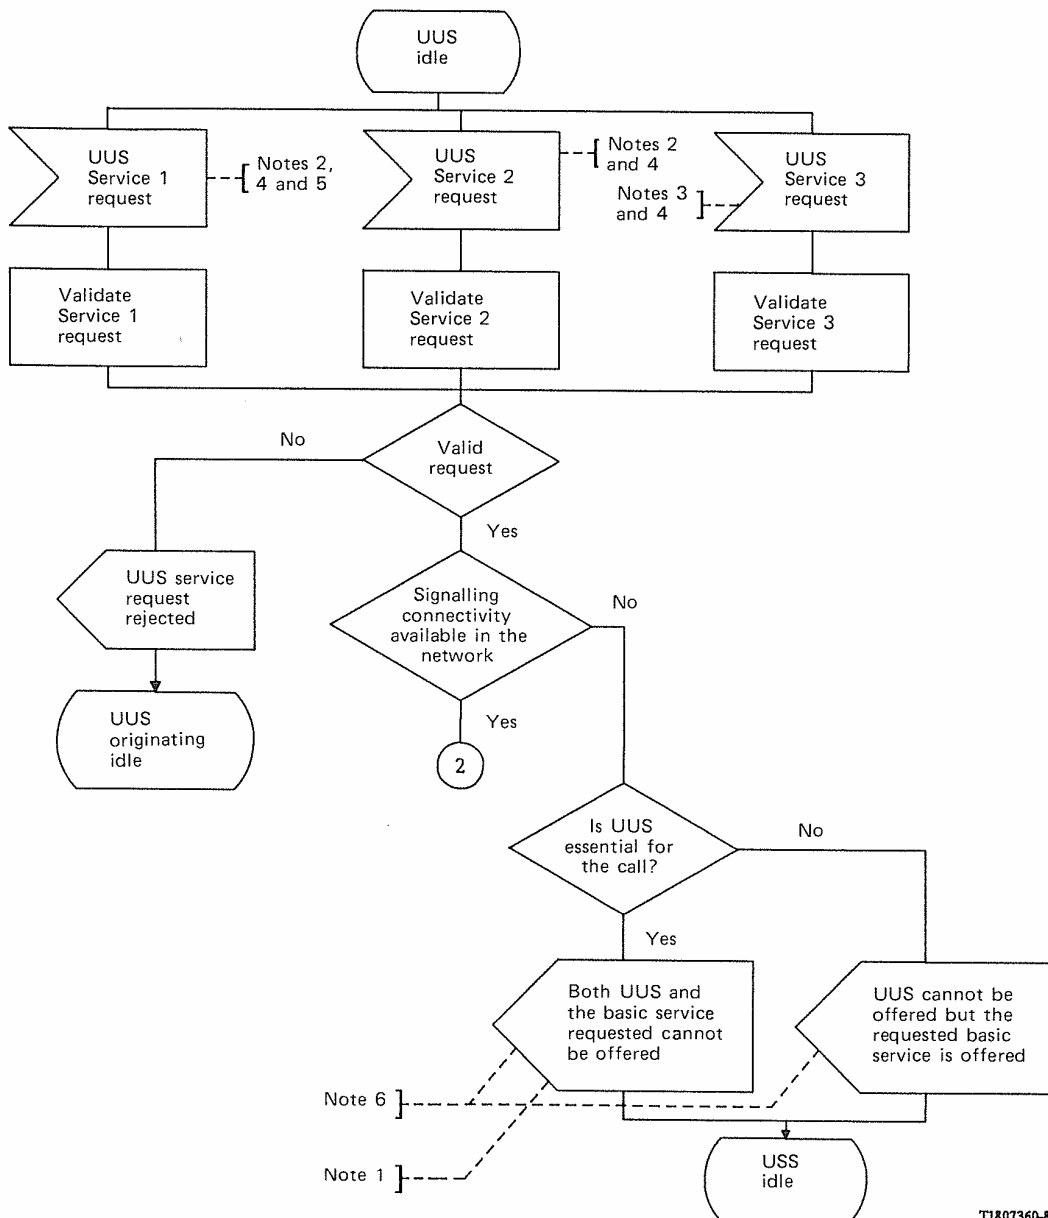 UUS
idle
UUS
Service 1
request
Notes 2,
4 and 5
UUS
Service 2
request
Notes 2
and 4
Notes 3
and 4
UUS
Service 3
request
Validate
Service 1
request
Validate
Service 2
request
Validate
Service 3
request
No
Valid
request
Yes
UUS service
request
rejected
Signalling
connectivity
available in the
network
No
UUS
originating
idle
Yes
2
Is UUS
essential for
the call?
No
Yes
Both UUS and
the basic service
requested cannot
be offered
UUS cannot be
offered but the
requested basic
service is offered
Note 6
Note 1
USS
idle
T1807360-8